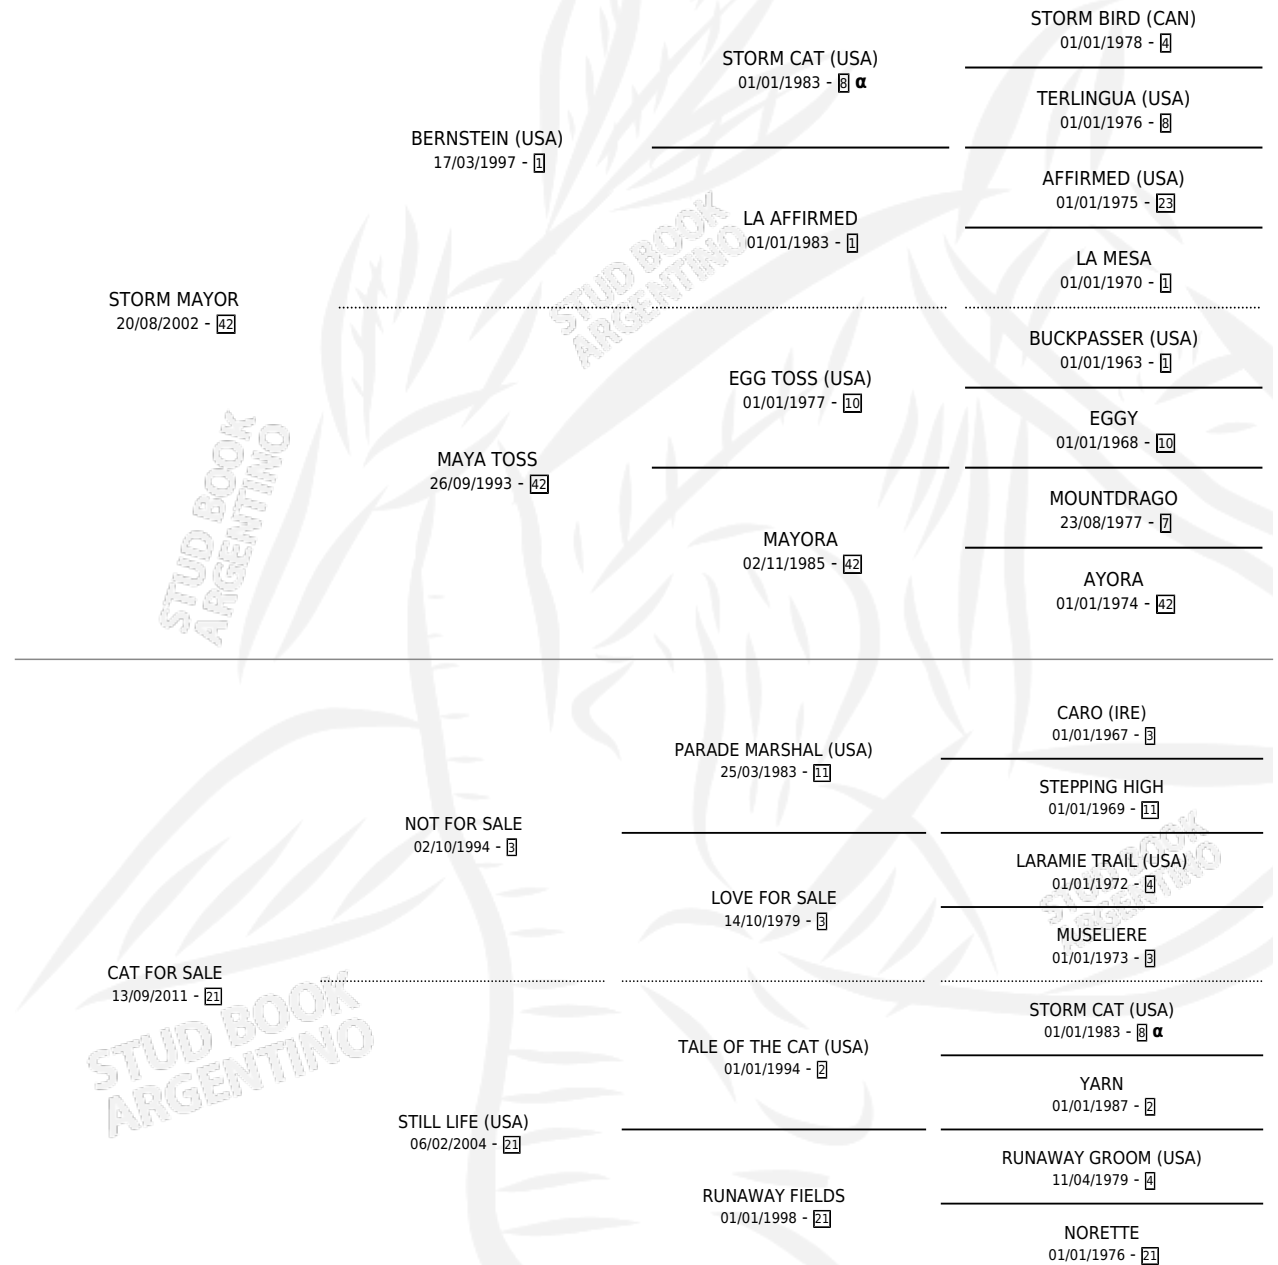 STORM BIRD (CAN)
01/01/1978 - 4
STORM CAT (USA)
01/01/1983 - 8 α
TERLINGUA (USA)
01/01/1976 - 8
BERNSTEIN (USA)
17/03/1997 - 1
AFFIRMED (USA)
01/01/1975 - 23
LA AFFIRMED
01/01/1983 - 1
LA MESA
01/01/1970 - 1
STORM MAYOR
20/08/2002 - 42
BUCKPASSER (USA)
01/01/1963 - 1
EGG TOSS (USA)
01/01/1977 - 10
EGGY
01/01/1968 - 10
MAYA TOSS
26/09/1993 - 42
MOUNTDRAGO
23/08/1977 - 7
MAYORA
02/11/1985 - 42
AYORA
01/01/1974 - 42
CARO (IRE)
01/01/1967 - 3
PARADE MARSHAL (USA)
25/03/1983 - 11
STEPPING HIGH
01/01/1969 - 11
NOT FOR SALE
02/10/1994 - 3
LARAMIE TRAIL (USA)
01/01/1972 - 4
LOVE FOR SALE
14/10/1979 - 3
MUSELIERE
01/01/1973 - 3
CAT FOR SALE
13/09/2011 - 21
STORM CAT (USA)
01/01/1983 - 8 α
TALE OF THE CAT (USA)
01/01/1994 - 2
YARN
01/01/1987 - 2
STILL LIFE (USA)
06/02/2004 - 21
RUNAWAY GROOM (USA)
11/04/1979 - 4
RUNAWAY FIELDS
01/01/1998 - 21
NORETTE
01/01/1976 - 21
STUD BOOK
ARGENTINO
STUD BOOK
ARGENTINO
STUD BOOK
ARGENTINO
STUD BOOK
ARGENTINO